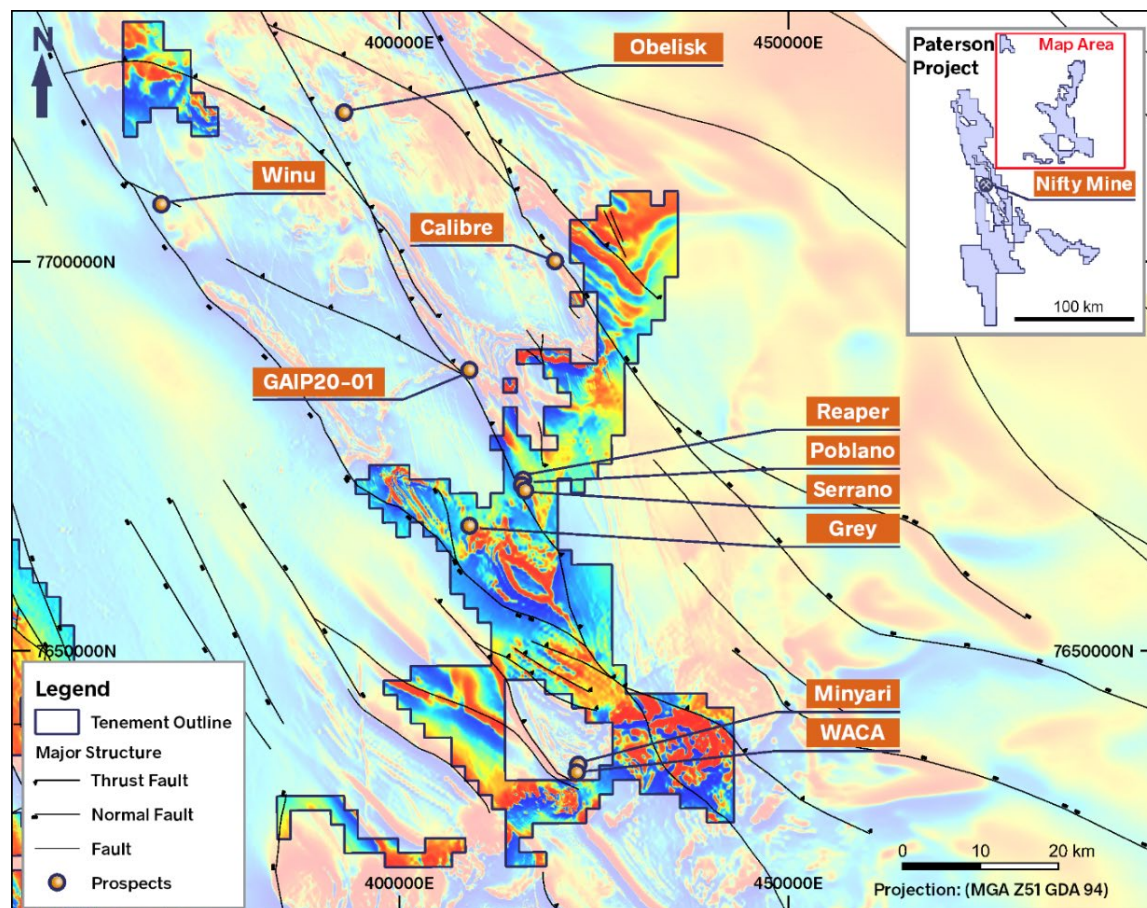 N
400000E
450000E
Obelisk
Winu
Calibre
7700000N
GAIP20-01
Reaper
Poblano
Serrano
Grey
7650000N
7650000N
Minyari
WACA
Paterson
Project
Map Area
Nifty Mine
100 km
Legend
Tenement Outline
Major Structure
Thrust Fault
Normal Fault
Fault
Prospects
400000E
450000E
0 10 20 km
Projection: (MGA Z51 GDA 94)